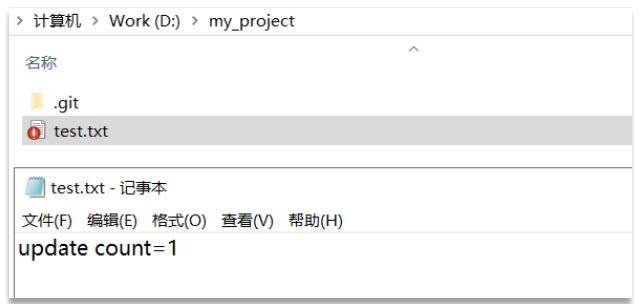 计算机 > Work (D:) > my_project
名称
.git
test.txt
test.txt - 记事本
文件(F) 编辑(E) 格式(O) 查看(V) 帮助(H)
update count=1